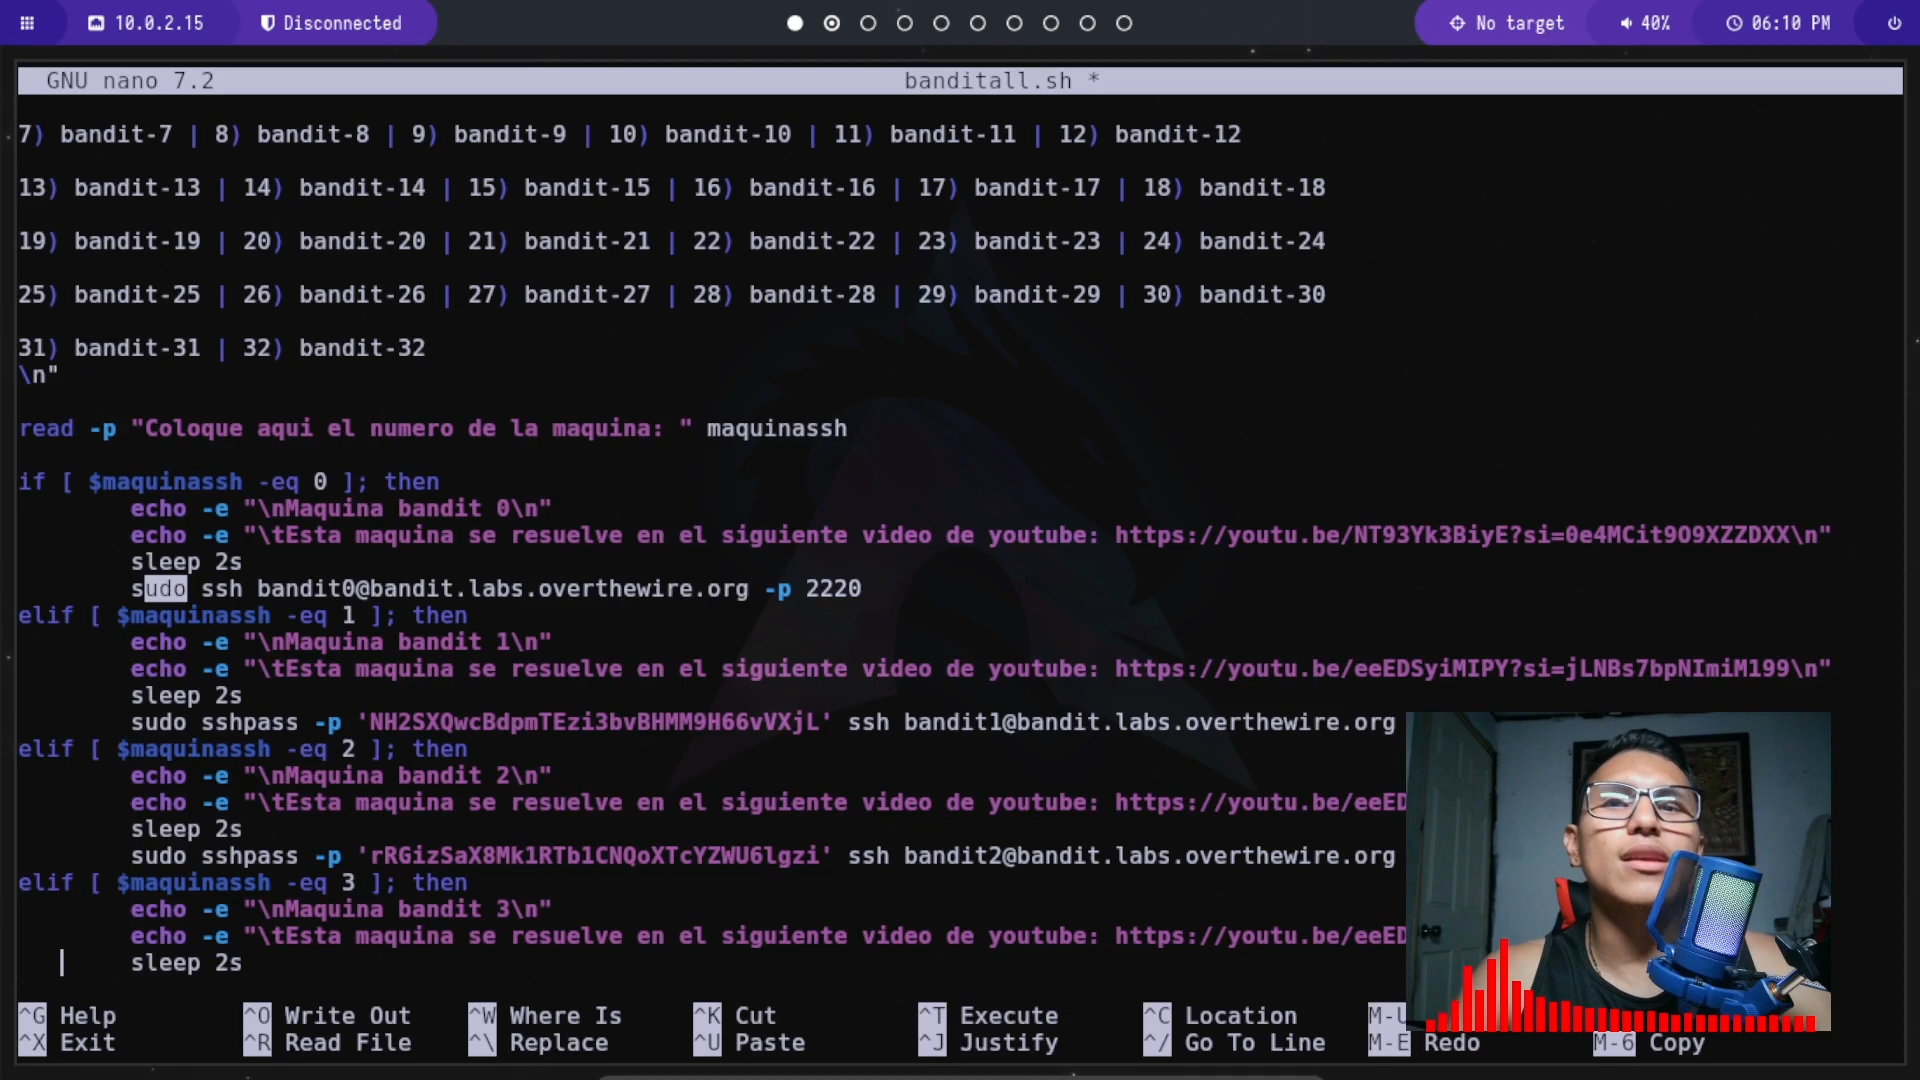 10.0.2.15 Disconnected No target 40% 06:10 PM
GNU nano 7.2 banditall.sh *
7) bandit-7 | 8) bandit-8 | 9) bandit-9 | 10) bandit-10 | 11) bandit-11 | 12) bandit-12
13) bandit-13 | 14) bandit-14 | 15) bandit-15 | 16) bandit-16 | 17) bandit-17 | 18) bandit-18
19) bandit-19 | 20) bandit-20 | 21) bandit-21 | 22) bandit-22 | 23) bandit-23 | 24) bandit-24
25) bandit-25 | 26) bandit-26 | 27) bandit-27 | 28) bandit-28 | 29) bandit-29 | 30) bandit-30
31) bandit-31 | 32) bandit-32
\n"
read -p "Coloque aqui el numero de la maquina: " maquinassh
if [ $maquinassh -eq 0 ]; then
echo -e "\nMaquina bandit 0\n"
echo -e "\tEsta maquina se resuelve en el siguiente video de youtube: https://youtu.be/NT93Yk3BiyE?si=0e4MCit9O9XZZDXX\n"
sleep 2s
sudo ssh bandit0@bandit.labs.overthewire.org -p 2220
elif [ $maquinassh -eq 1 ]; then
echo -e "\nMaquina bandit 1\n"
echo -e "\tEsta maquina se resuelve en el siguiente video de youtube: https://youtu.be/eeEDSyiMIPY?si=jLNBs7bpNImiM199\n"
sleep 2s
sudo sshpass -p 'NH2SXQwcBdpmTEzi3bvBHMM9H66vVXjL' ssh bandit1@bandit.labs.overthewire.org
elif [ $maquinassh -eq 2 ]; then
echo -e "\nMaquina bandit 2\n"
echo -e "\tEsta maquina se resuelve en el siguiente video de youtube: https://youtu.be/eeED
sleep 2s
sudo sshpass -p 'rRGizSaX8Mk1RTb1CNQoXTcYZWU6lgzi' ssh bandit2@bandit.labs.overthewire.org
elif [ $maquinassh -eq 3 ]; then
echo -e "\nMaquina bandit 3\n"
echo -e "\tEsta maquina se resuelve en el siguiente video de youtube: https://youtu.be/eeED
sleep 2s
^G Help ^O Write Out ^W Where Is ^K Cut ^T Execute ^C Location M-U
^X Exit ^R Read File ^\ Replace ^U Paste ^J Justify ^/ Go To Line M-E Redo M-6 Copy